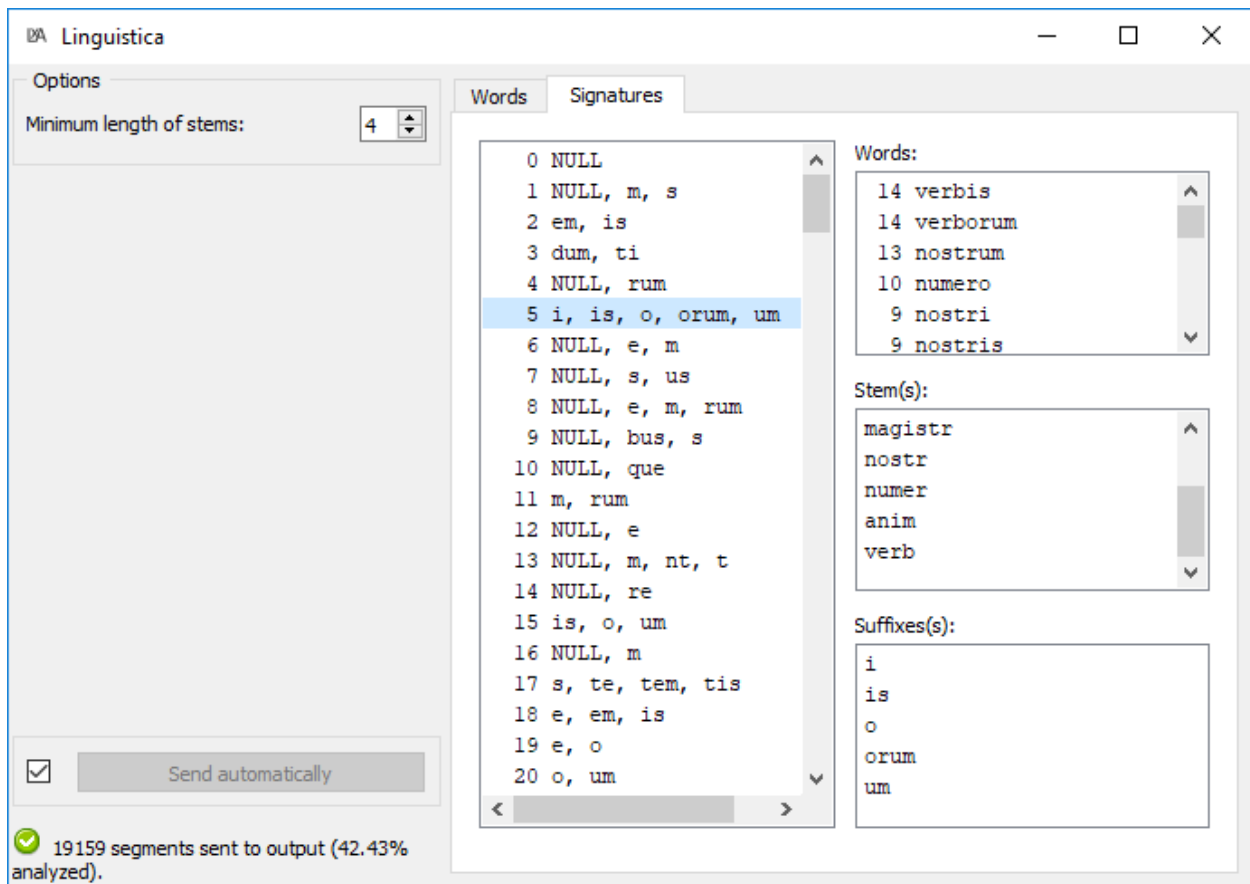 Linguistica
Options
Minimum length of stems:
4
Send automatically
19159 segments sent to output (42.43%
analyzed).
Words
Signatures
0 NULL
1 NULL, m, s
2 em, is
3 dum, ti
4 NULL, rum
5 i, is, o, orum, um
6 NULL, e, m
7 NULL, s, us
8 NULL, e, m, rum
9 NULL, bus, s
10 NULL, que
11 m, rum
12 NULL, e
13 NULL, m, nt, t
14 NULL, re
15 is, o, um
16 NULL, m
17 s, te, tem, tis
18 e, em, is
19 e, o
20 o, um
Words:
14 verbis
14 verborum
13 nostrum
10 numero
9 nostri
9 nostris
Stem(s):
magistr
nostr
numer
anim
verb
Suffixes(s):
i
is
o
orum
um